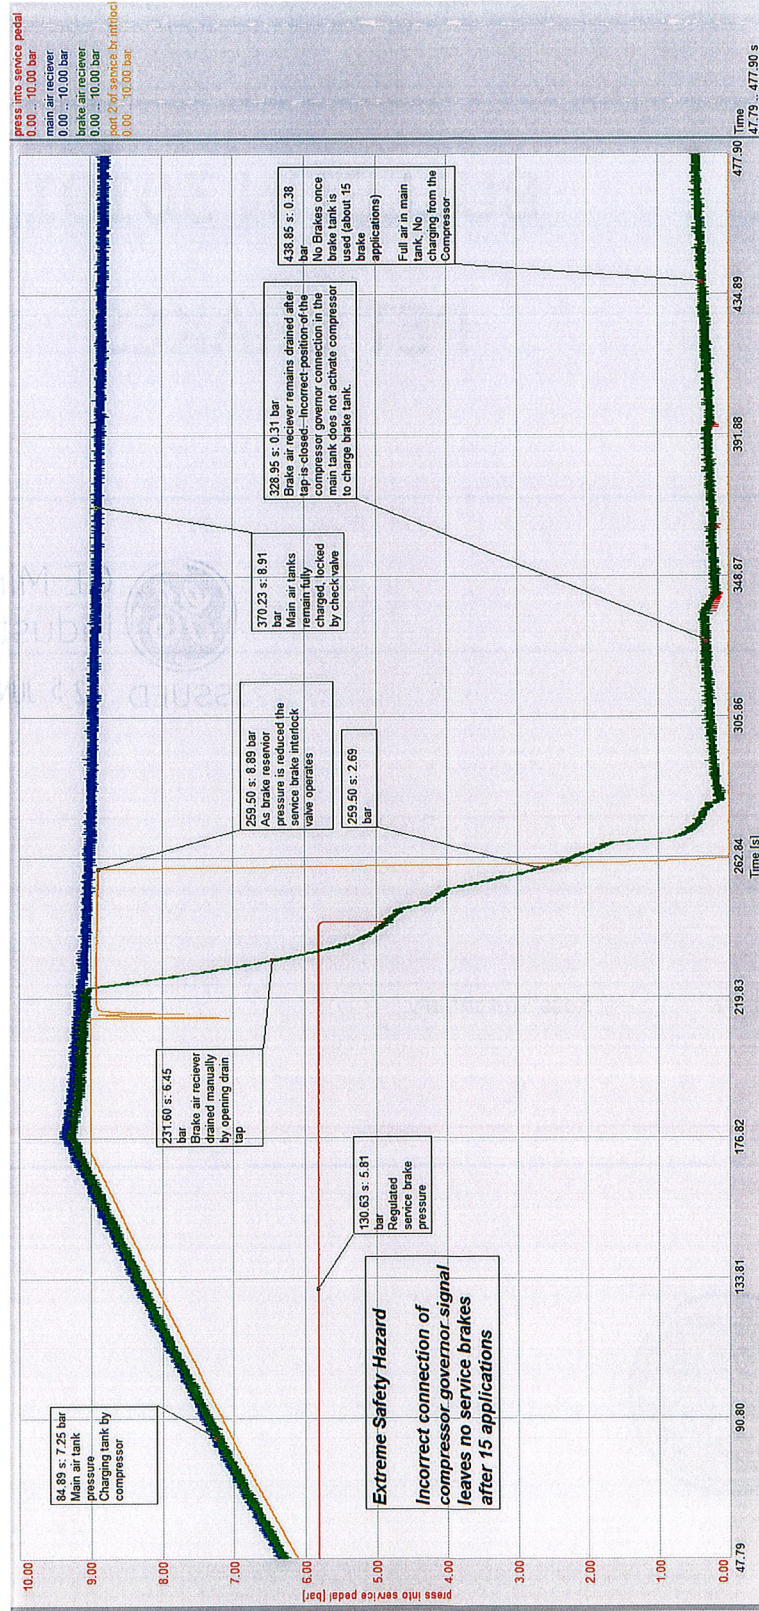 press into service pedal
0.00 .. 10.00 bar
main air reciever
0.00 .. 10.00 bar
brake air reciever
0.00 .. 10.00 bar
port 2 of service br intrlocl
0.00 .. 10.00 bar
Time
47.79 .. 477.90 s
10.00
9.00
8.00
7.00
6.00
5.00
4.00
3.00
2.00
1.00
0.00
press into service pedal [bar]
84.89 s: 7.25 bar
Main air tank
pressure
Charging tank by
compressor
231.60 s: 6.45
bar
Brake air reciever
drained manually
by opening drain
tap
259.50 s: 8.89 bar
As brake reservior
pressure is reduced the
service brake interlock
valve operates
370.23 s: 8.91
bar
Main air tanks
remain fully
charged, locked
by check valve
328.95 s: 0.31 bar
Brake air reciever remains drained after
tap is closed. Incorrect position of the
compressor governor connection in the
main tank does not activate compressor
to charge brake tank.
438.85 s: 0.38
bar
No Brakes once
brake tank is
used (about 15
brake
applications)
Full air in main
tank, No
charging from the
Compressor
130.63 s: 5.81
bar
Regulated
service brake
pressure
259.50 s: 2.69
bar
Extreme Safety Hazard
Incorrect connection of
compressor governor signal
leaves no service brakes
after 15 applications
47.79
90.80
133.81
176.82
219.83
262.84
305.86
348.87
391.88
434.89
477.90
Time [s]
ISSUED